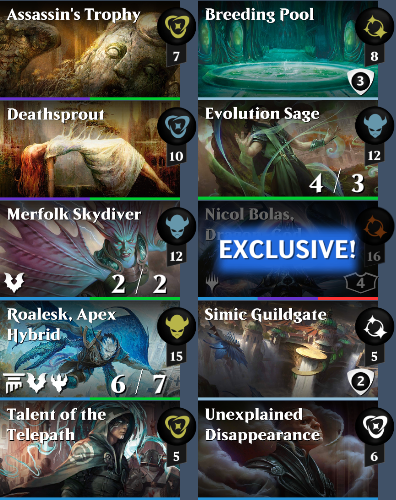 Assassin's Trophy
7
Breeding Pool
8
3
Deathsprout
10
Evolution Sage
12
4 / 3
Merfolk Skydiver
12
2 / 2
Nicol Bolas,
EXCLUSIVE!
16
4
Roalesk, Apex
Hybrid
15
6 / 7
Simic Guildgate
5
2
Talent of the
Telepath
5
Unexplained
Disappearance
6